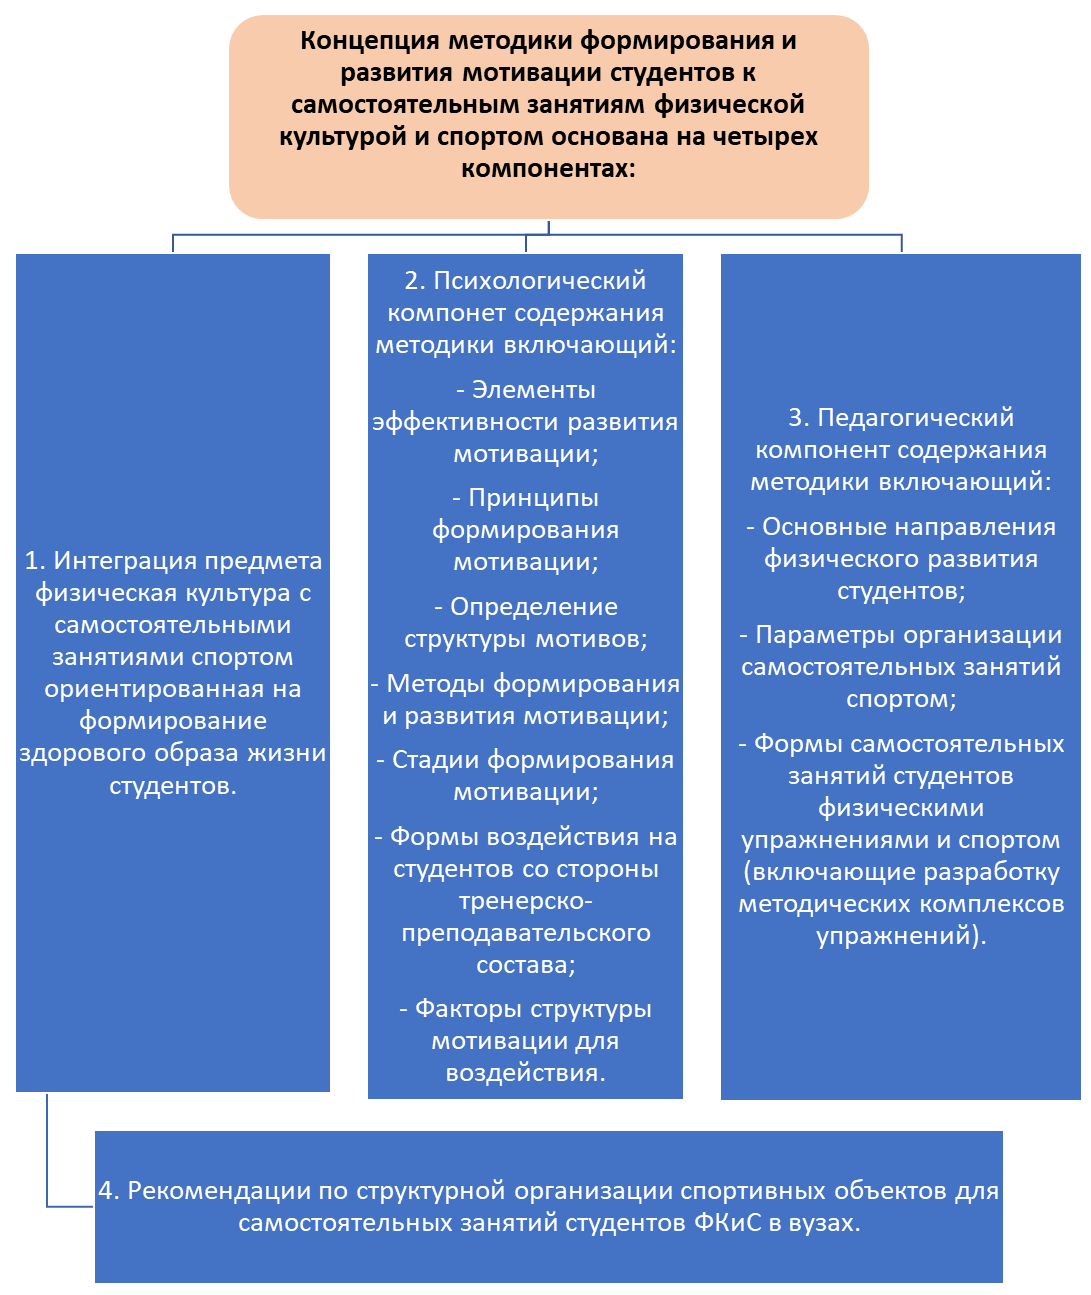 Концепция методики формирования и
развития мотивации студентов к
самостоятельным занятиям физической
культурой и спортом основана на четырех
компонентах:
1. Интеграция предмета
физическая культура с
самостоятельными
занятиями спортом
ориентированная на
формирование
здорового образа жизни
студентов.
2. Психологический
компонет содержания
методики включающий:
- Элементы
эффективности развития
мотивации;
- Принципы
формирования
мотивации;
- Определение
структуры мотивов;
- Методы формирования
и развития мотивации;
- Стадии формирования
мотивации;
- Формы воздействия на
студентов со стороны
тренерско-
преподавательского
состава;
- Факторы структуры
мотивации для
воздействия.
3. Педагогический
компонент содержания
методики включающий:
- Основные направления
физического развития
студентов;
- Параметры организации
самостоятельных занятий
спортом;
- Формы самостоятельных
занятий студентов
физическими
упражнениями и спортом
(включающие разработку
методических комплексов
упражнений).
4. Рекомендации по структурной организации спортивных объектов для
самостоятельных занятий студентов ФКиС в вузах.